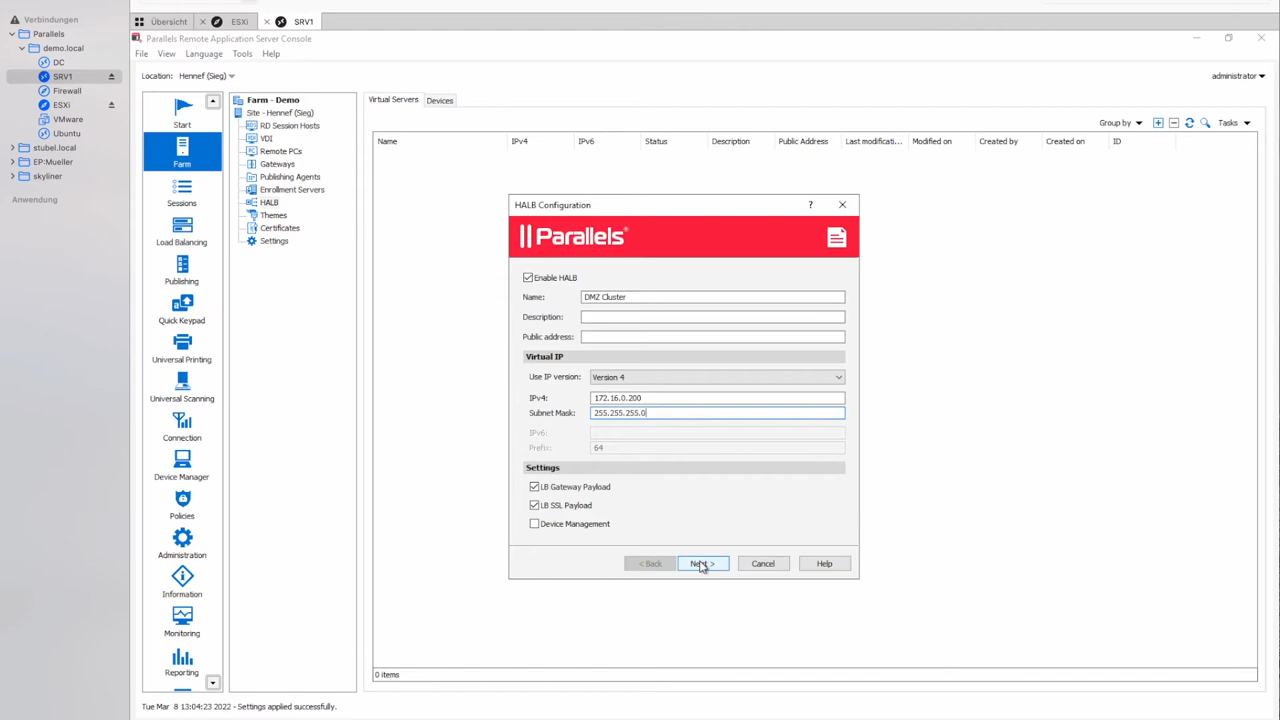 Verbindungen
Parallels
demo.local
DC
SRV1
Firewall
ESXi
VMware
Ubuntu
stubel.local
EP:Mueller
skyliner
Anwendung
Übersicht ESXi SRV1
Parallels Remote Application Server Console
File View Language Tools Help
Location: Hennef (Sieg) administrator
Start
Farm
Sessions
Load Balancing
Publishing
Quick Keypad
Universal Printing
Universal Scanning
Connection
Device Manager
Policies
Administration
Information
Monitoring
Reporting
Farm - Demo
Site - Hennef (Sieg)
RD Session Hosts
VDI
Remote PCs
Gateways
Publishing Agents
Enrollment Servers
HALB
Themes
Certificates
Settings
Virtual Servers Devices
Group by Tasks
Name IPv4 IPv6 Status Description Public Address Last modificati... Modified on Created by Created on ID
HALB Configuration ?
Parallels®
Enable HALB
Name: DMZ Cluster
Description:
Public address:
Virtual IP
Use IP version: Version 4
IPv4: 172.16.0.200
Subnet Mask: 255.255.255.0
IPv6:
Prefix: 64
Settings
LB Gateway Payload
LB SSL Payload
Device Management
< Back Next > Cancel Help
0 items
Tue Mar 8 13:04:23 2022 - Settings applied successfully.